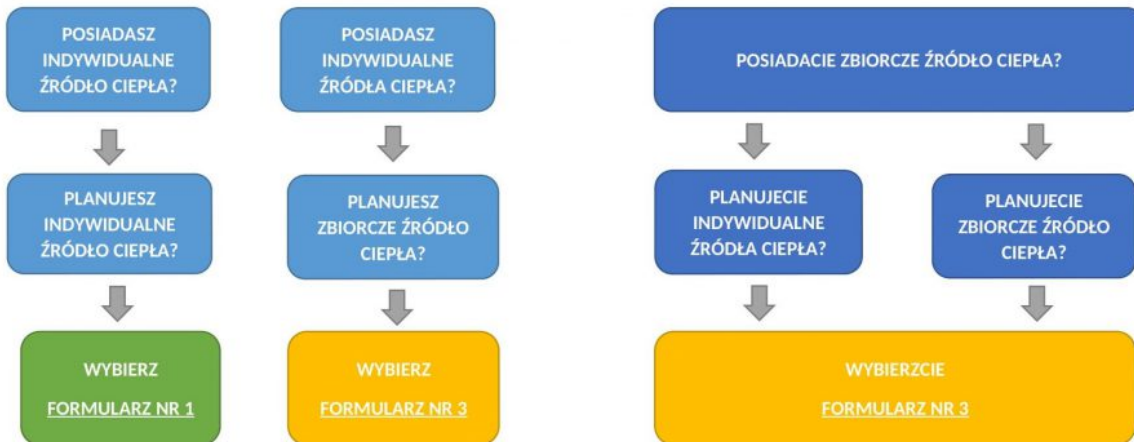 POSIADASZ
INDYWIDUALNE
ŹRÓDŁO CIEPŁA?
POSIADASZ
INDYWIDUALNE
ŹRÓDŁA CIEPŁA?
POSIADACIE ZBIORCZE ŹRÓDŁO CIEPŁA?
PLANUJESZ
INDYWIDUALNE
ŹRÓDŁO CIEPŁA?
PLANUJESZ
ZBIORCZE ŹRÓDŁO
CIEPŁA?
PLANUJECIE
INDYWIDUALNE
ŹRÓDŁA CIEPŁA?
PLANUJECIE
ZBIORCZE ŹRÓDŁO
CIEPŁA?
WYBIERZ
FORMULARZ NR 1
WYBIERZ
FORMULARZ NR 3
WYBIERZCIE
FORMULARZ NR 3